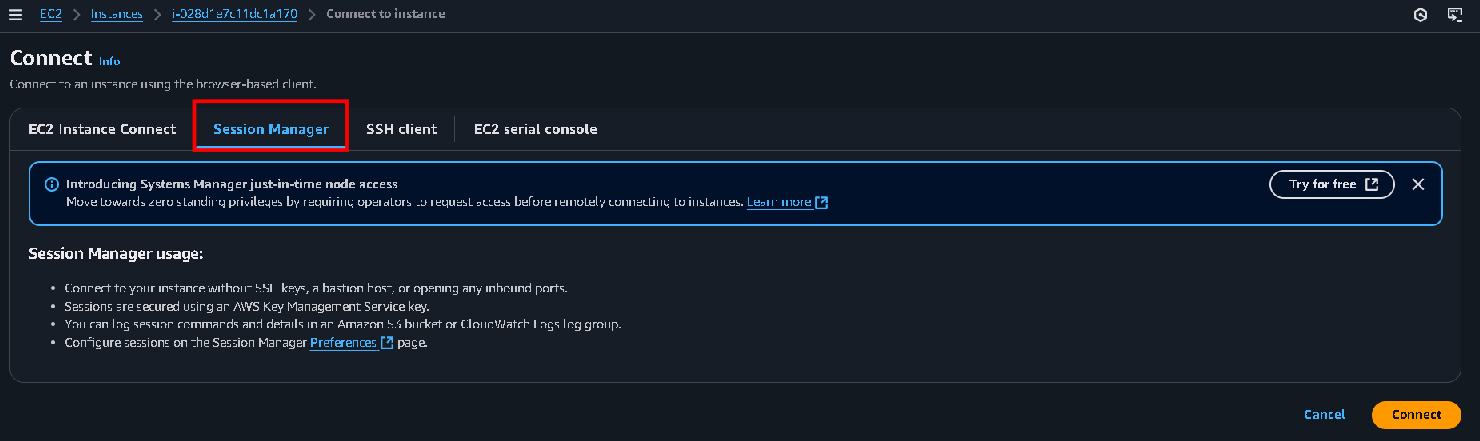 EC2 > Instances > i-028d1e7c11dc1a170 > Connect to instance
Connect Info
Connect to an instance using the browser-based client.
EC2 Instance Connect Session Manager SSH client EC2 serial console
Introducing Systems Manager just-in-time node access
Try for free
Move towards zero standing privileges by requiring operators to request access before remotely connecting to instances. Learn more
Session Manager usage:
• Connect to your instance without SSH keys, a bastion host, or opening any inbound ports.
• Sessions are secured using an AWS Key Management Service key.
• You can log session commands and details in an Amazon S3 bucket or CloudWatch Logs log group.
• Configure sessions on the Session Manager Preferences page.
Cancel Connect